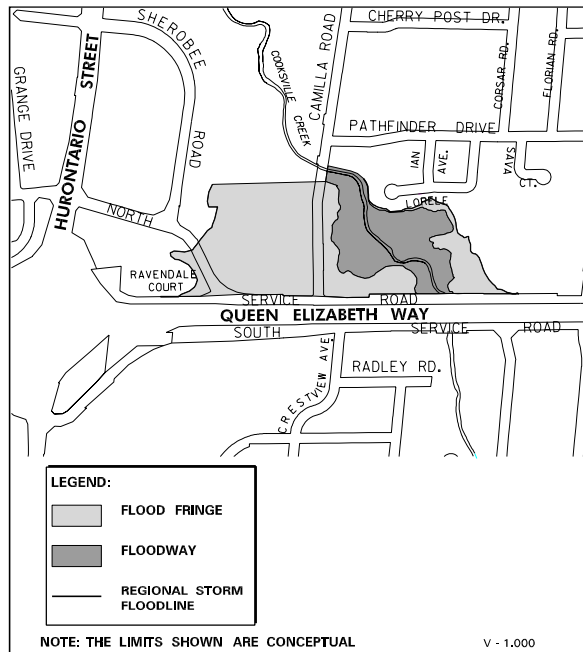 CHERRY POST DR.
SHEROBEE
ROAD
COOKSVILLE
CREEK
CAMILLA ROAD
CORSAR RD.
FLORIAN RD.
GRANGE DRIVE
HURONTARIO STREET
PATHFINDER DRIVE
IAN AVE.
SAVA CT.
LORELE
NORTH
RAVENDALE
COURT
SERVICE ROAD
QUEEN ELIZABETH WAY
SOUTH SERVICE ROAD
CRESTVIEW AVE.
RADLEY RD.
LEGEND:
FLOOD FRINGE
FLOODWAY
REGIONAL STORM
FLOODLINE
NOTE: THE LIMITS SHOWN ARE CONCEPTUAL
V - 1.000